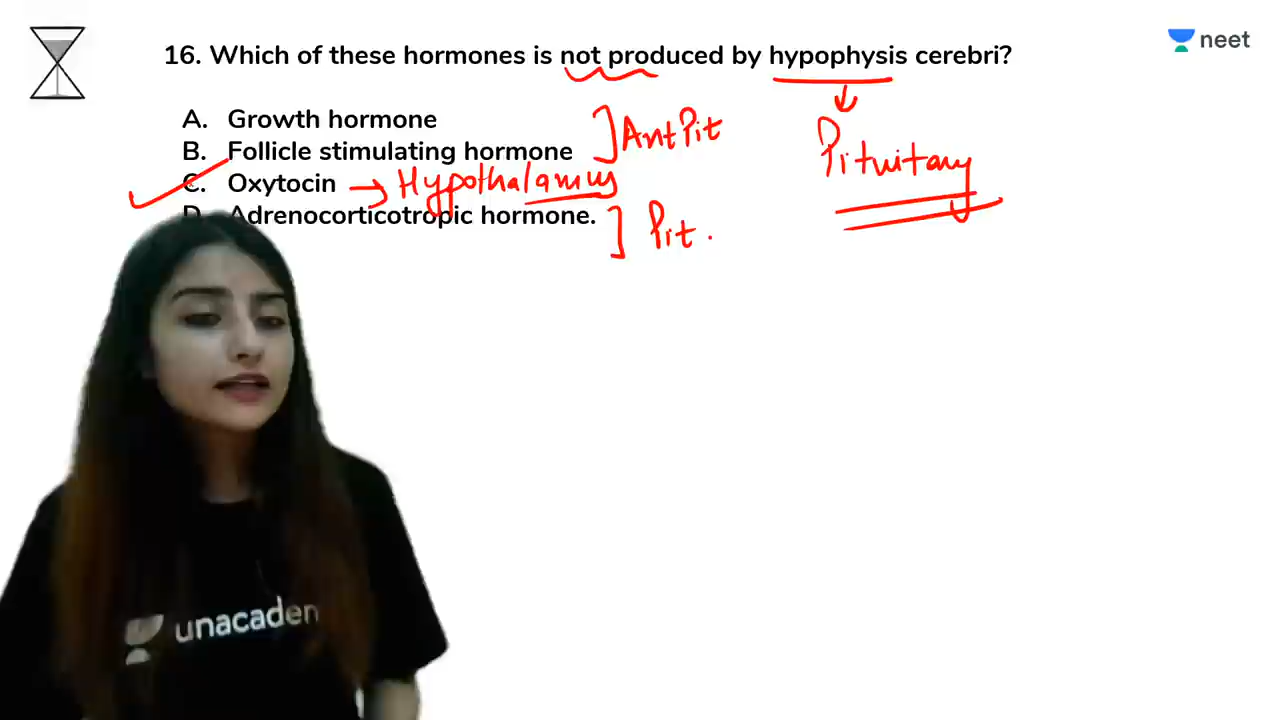 neet
16. Which of these hormones is not produced by hypophysis cerebri?
A. Growth hormone
B. Follicle stimulating hormone
] Ant Pit
Pituitary
C. Oxytocin → Hypothalamus
D. Adrenocorticotropic hormone.
] Pit.
unacadem